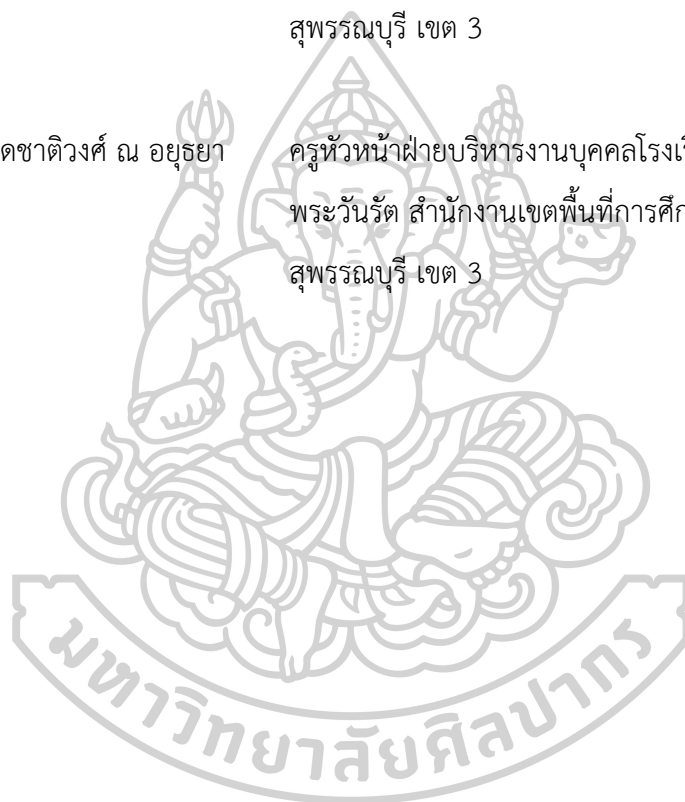 สุพรรณบุรี เขต 3
ดชาติวงศ์ ณ อยุธยา ครูหัวหน้าฝ่ายบริหารงานบุคคลโรงเรี
พระวันรัต สำนักงานเขตพื้นที่การศึก
สุพรรณบุรี เขต 3
มหาวิทยาลัยศิลปากร